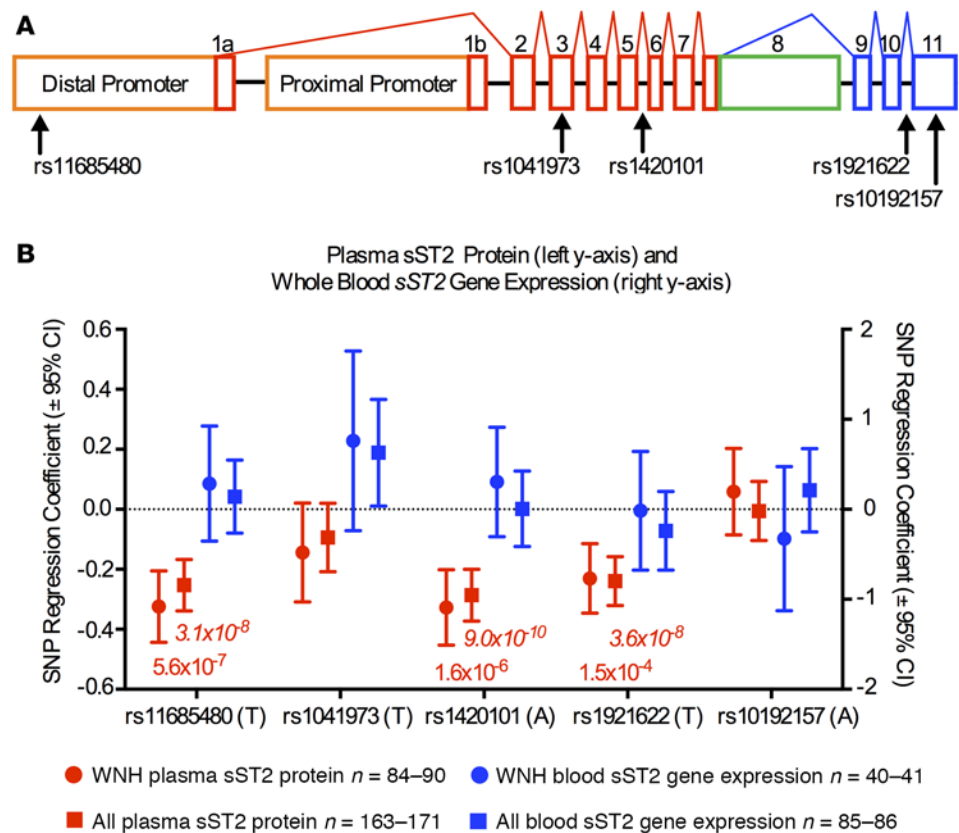 A
1a 1b 2 3 4 5 6 7 8 9 10 11
Distal Promoter Proximal Promoter
rs11685480 rs1041973 rs1420101 rs1921622
rs10192157
B
Plasma sST2 Protein (left y-axis) and
Whole Blood sST2 Gene Expression (right y-axis)
SNP Regression Coefficient (± 95% CI)
0.6
0.4
0.2
0.0
-0.2
-0.4
-0.6
3.1x10-8
5.6x10-7
9.0x10-10
1.6x10-6
3.6x10-8
1.5x10-4
2
1
0
-1
-2
SNP Regression Coefficient (± 95% CI)
rs11685480 (T) rs1041973 (T) rs1420101 (A) rs1921622 (T) rs10192157 (A)
WNH plasma sST2 protein n = 84–90 WNH blood sST2 gene expression n = 40–41
All plasma sST2 protein n = 163–171 All blood sST2 gene expression n = 85–86